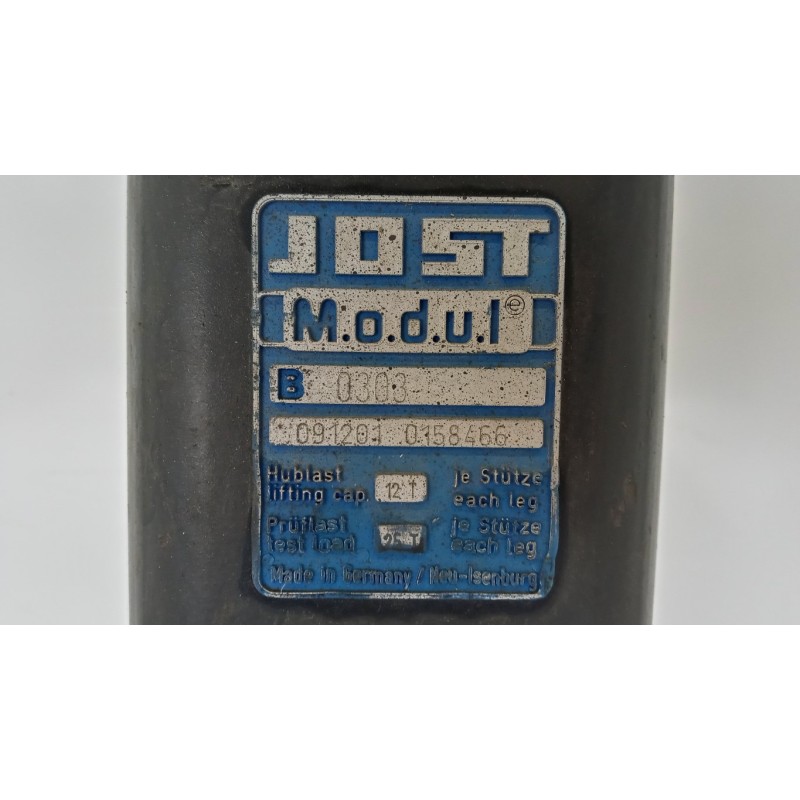 JOST
M.o.d.u.l e
B 0303
091201 0158466
Hublast je Stütze
lifting cap. 12 T each leg
Prüflast je Stütze
test load T each leg
Made in Germany / Neu-Isenburg